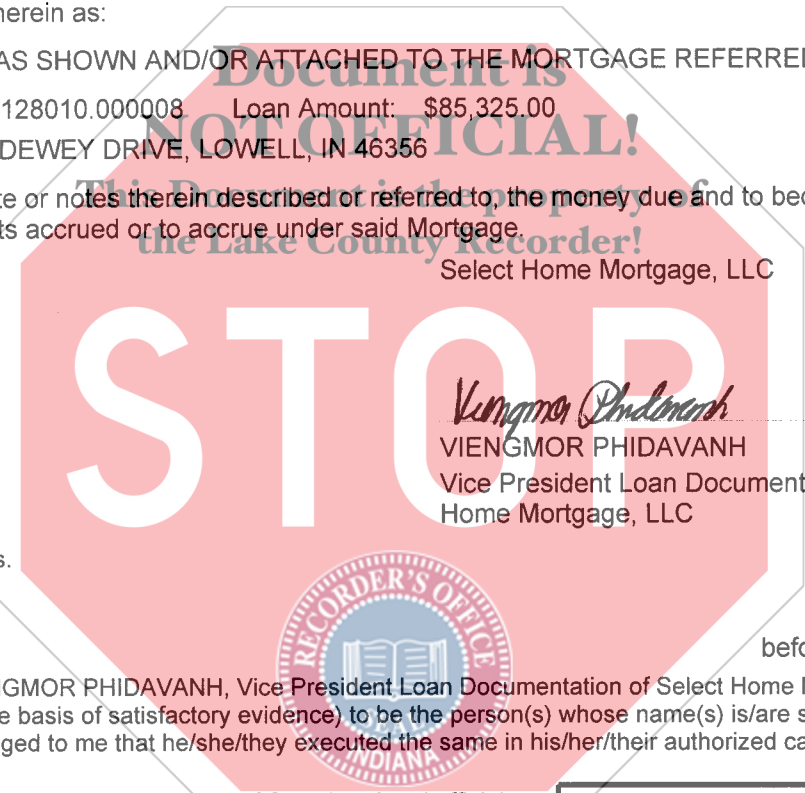 herein as:
AS SHOWN AND/OR ATTACHED TO THE MORTGAGE REFERRE
Document is
128010.000008 Loan Amount: $85,325.00
NOT OFFICIAL!
DEWEY DRIVE, LOWELL, IN 46356
This Document is the property of
te or notes therein described or referred to, the money due and to bec
ts accrued or to accrue under said Mortgage.
the Lake County Recorder!
Select Home Mortgage, LLC
STOP
VIENGMOR PHIDAVANH
Vice President Loan Document
Home Mortgage, LLC
s.
RECORDER'S OFFICE
befo
NGMOR PHIDAVANH, Vice President Loan Documentation of Select Home
e basis of satisfactory evidence) to be the person(s) whose name(s) is/are s
ged to me that he/she/they executed the same in his/her/their authorized ca
INDIANA